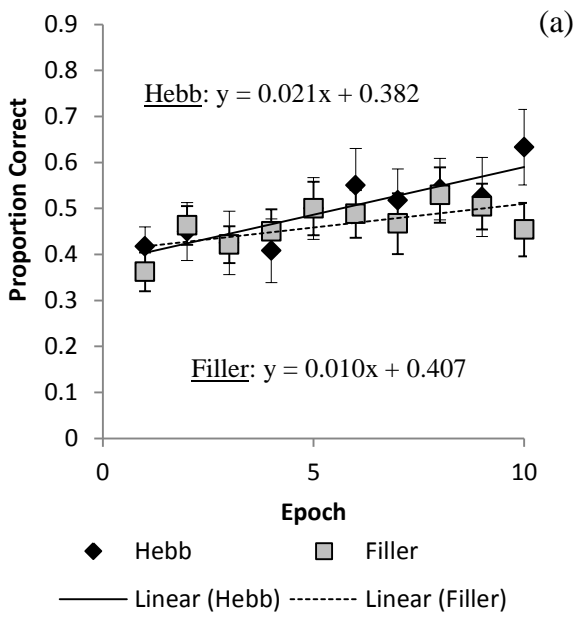 (a)
0.9
0.8
0.7
0.6
0.5
0.4
0.3
0.2
0.1
0
Proportion Correct
Hebb: y = 0.021x + 0.382
Filler: y = 0.010x + 0.407
0 5 10
Epoch
Hebb Filler
Linear (Hebb) Linear (Filler)